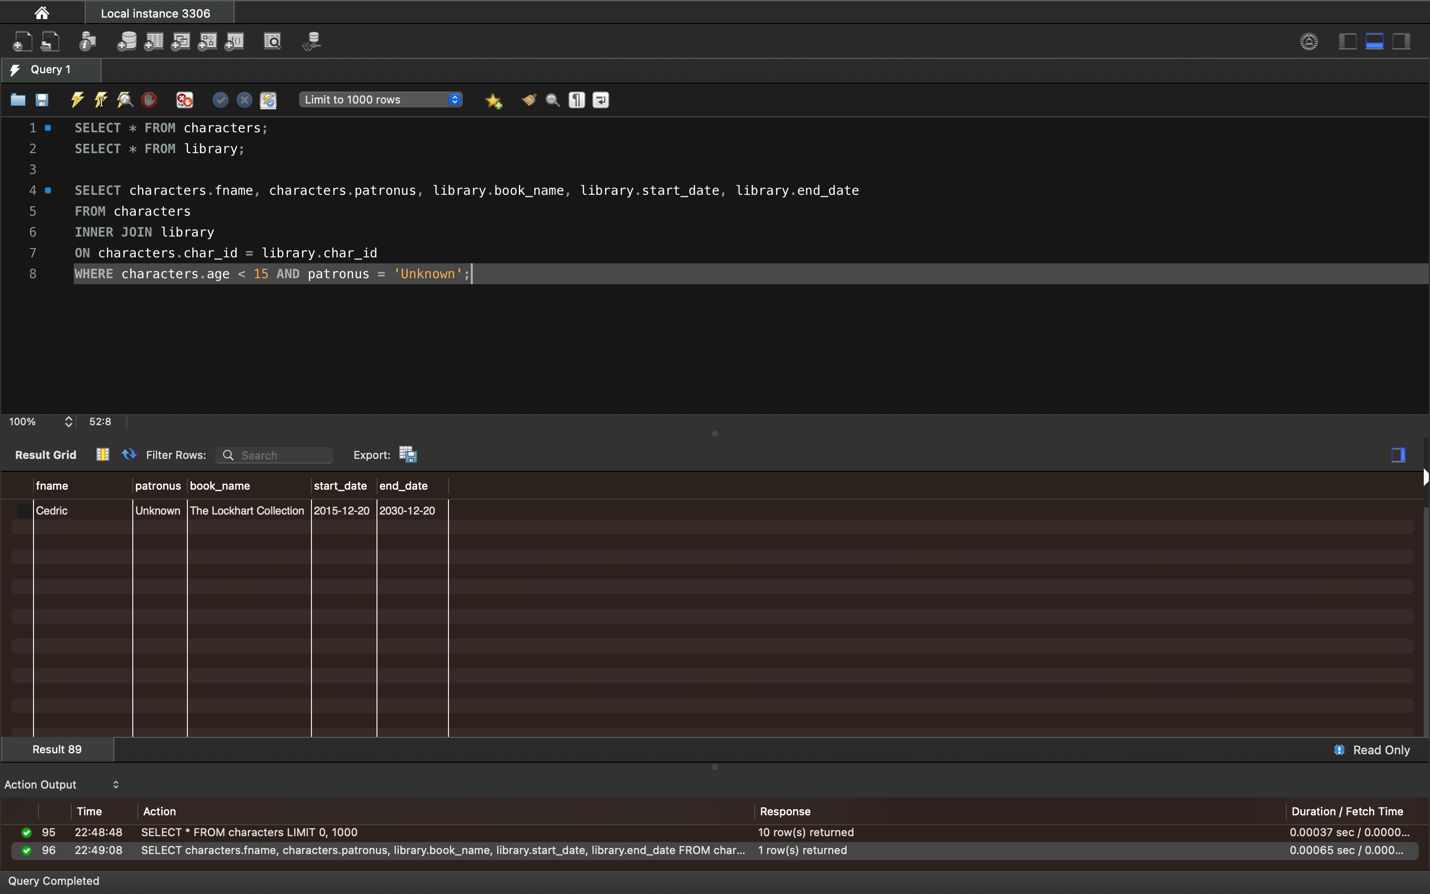 Local instance 3306
Query 1
Limit to 1000 rows
1 SELECT * FROM characters;
2 SELECT * FROM library;
3
4 SELECT characters.fname, characters.patronus, library.book_name, library.start_date, library.end_date
5 FROM characters
6 INNER JOIN library
7 ON characters.char_id = library.char_id
8 WHERE characters.age < 15 AND patronus = 'Unknown';
100% 52:8
Result Grid Filter Rows: Search Export:
fname patronus book_name start_date end_date
Cedric Unknown The Lockhart Collection 2015-12-20 2030-12-20
Result 89 Read Only
Action Output
Time Action Response Duration / Fetch Time
95 22:48:48 SELECT * FROM characters LIMIT 0, 1000 10 row(s) returned 0.00037 sec / 0.0000...
96 22:49:08 SELECT characters.fname, characters.patronus, library.book_name, library.start_date, library.end_date FROM char... 1 row(s) returned 0.00065 sec / 0.000...
Query Completed